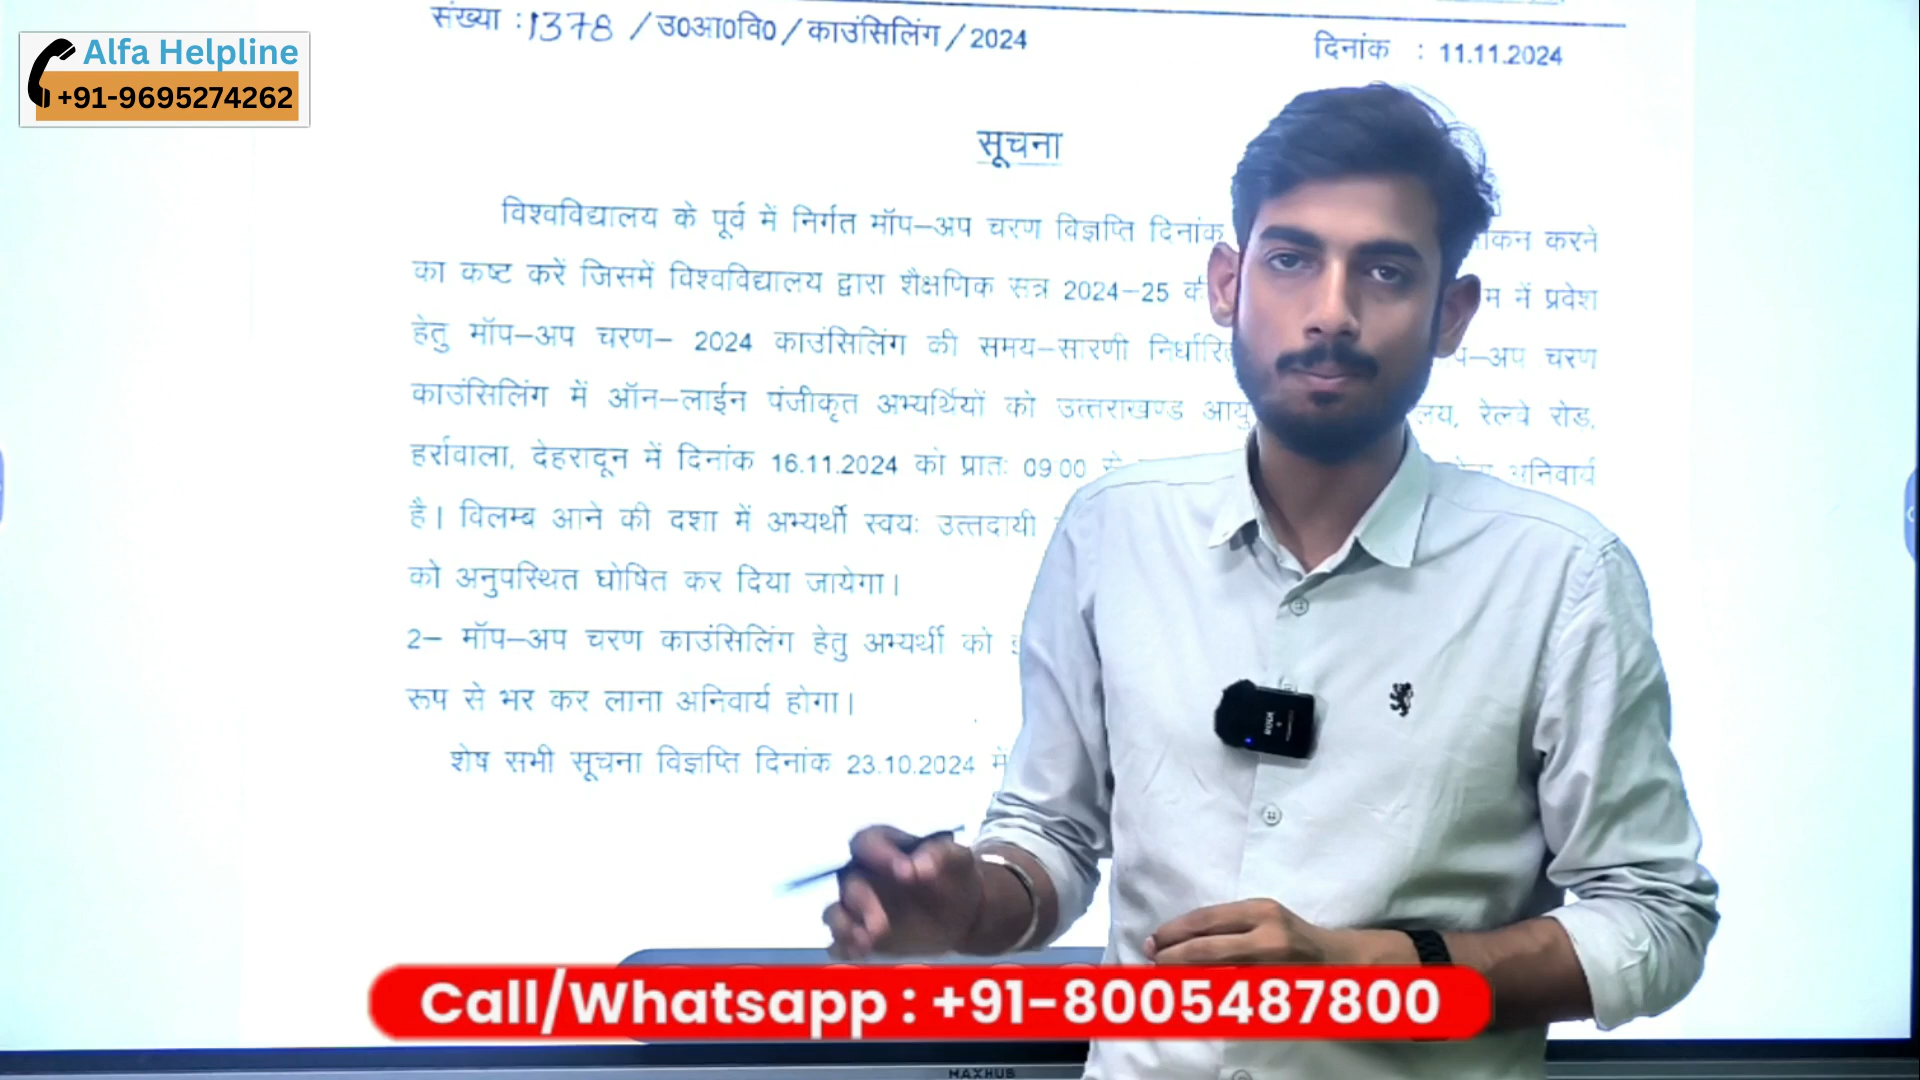 संख्या : 1378 / उ०आ०वि० / काउंसिलिंग / 2024
दिनांक : 11.11.2024
Alfa Helpline
+91-9695274262
सूचना
विश्वविद्यालय के पूर्व में निर्गत मॉप–अप चरण विज्ञप्ति दिनांक करने
का कष्ट करें जिसमें विश्वविद्यालय द्वारा शैक्षणिक सत्र 2024–25 में प्रवेश
हेतु मॉप–अप चरण– 2024 काउंसिलिंग की समय–सारणी अप चरण
काउंसिलिंग में ऑन–लाईन पंजीकृत अभ्यर्थियों को उत्तराखण्ड रेलवे रोड,
हर्रावाला, देहरादून में दिनांक 16.11.2024 को प्रातः 09:00 से अनिवार्य
है। विलम्ब आने की दशा में अभ्यर्थी स्वयः उत्तदायी
को अनुपस्थित घोषित कर दिया जायेगा।
2– मॉप–अप चरण काउंसिलिंग हेतु अभ्यर्थी को
रूप से भर कर लाना अनिवार्य होगा।
शेष सभी सूचना विज्ञप्ति दिनांक 23.10.2024 में
Call/Whatsapp : +91-8005487800
MAXHUB